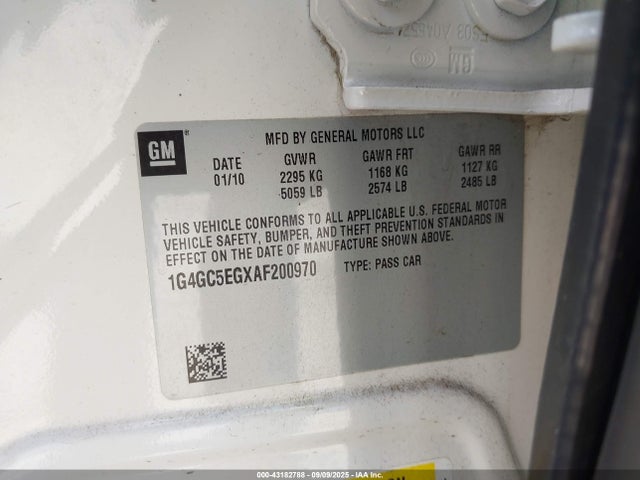 GM
GM ®
MFD BY GENERAL MOTORS LLC
DATE GVWR GAWR FRT GAWR RR
01/10 2295 KG 1168 KG 1127 KG
5059 LB 2574 LB 2485 LB
THIS VEHICLE CONFORMS TO ALL APPLICABLE U.S. FEDERAL MOTOR
VEHICLE SAFETY, BUMPER, AND THEFT PREVENTION STANDARDS IN
EFFECT ON THE DATE OF MANUFACTURE SHOWN ABOVE.
1G4GC5EGXAF200970 TYPE: PASS CAR
000-43182788 - 09/09/2025 - IAA Inc.